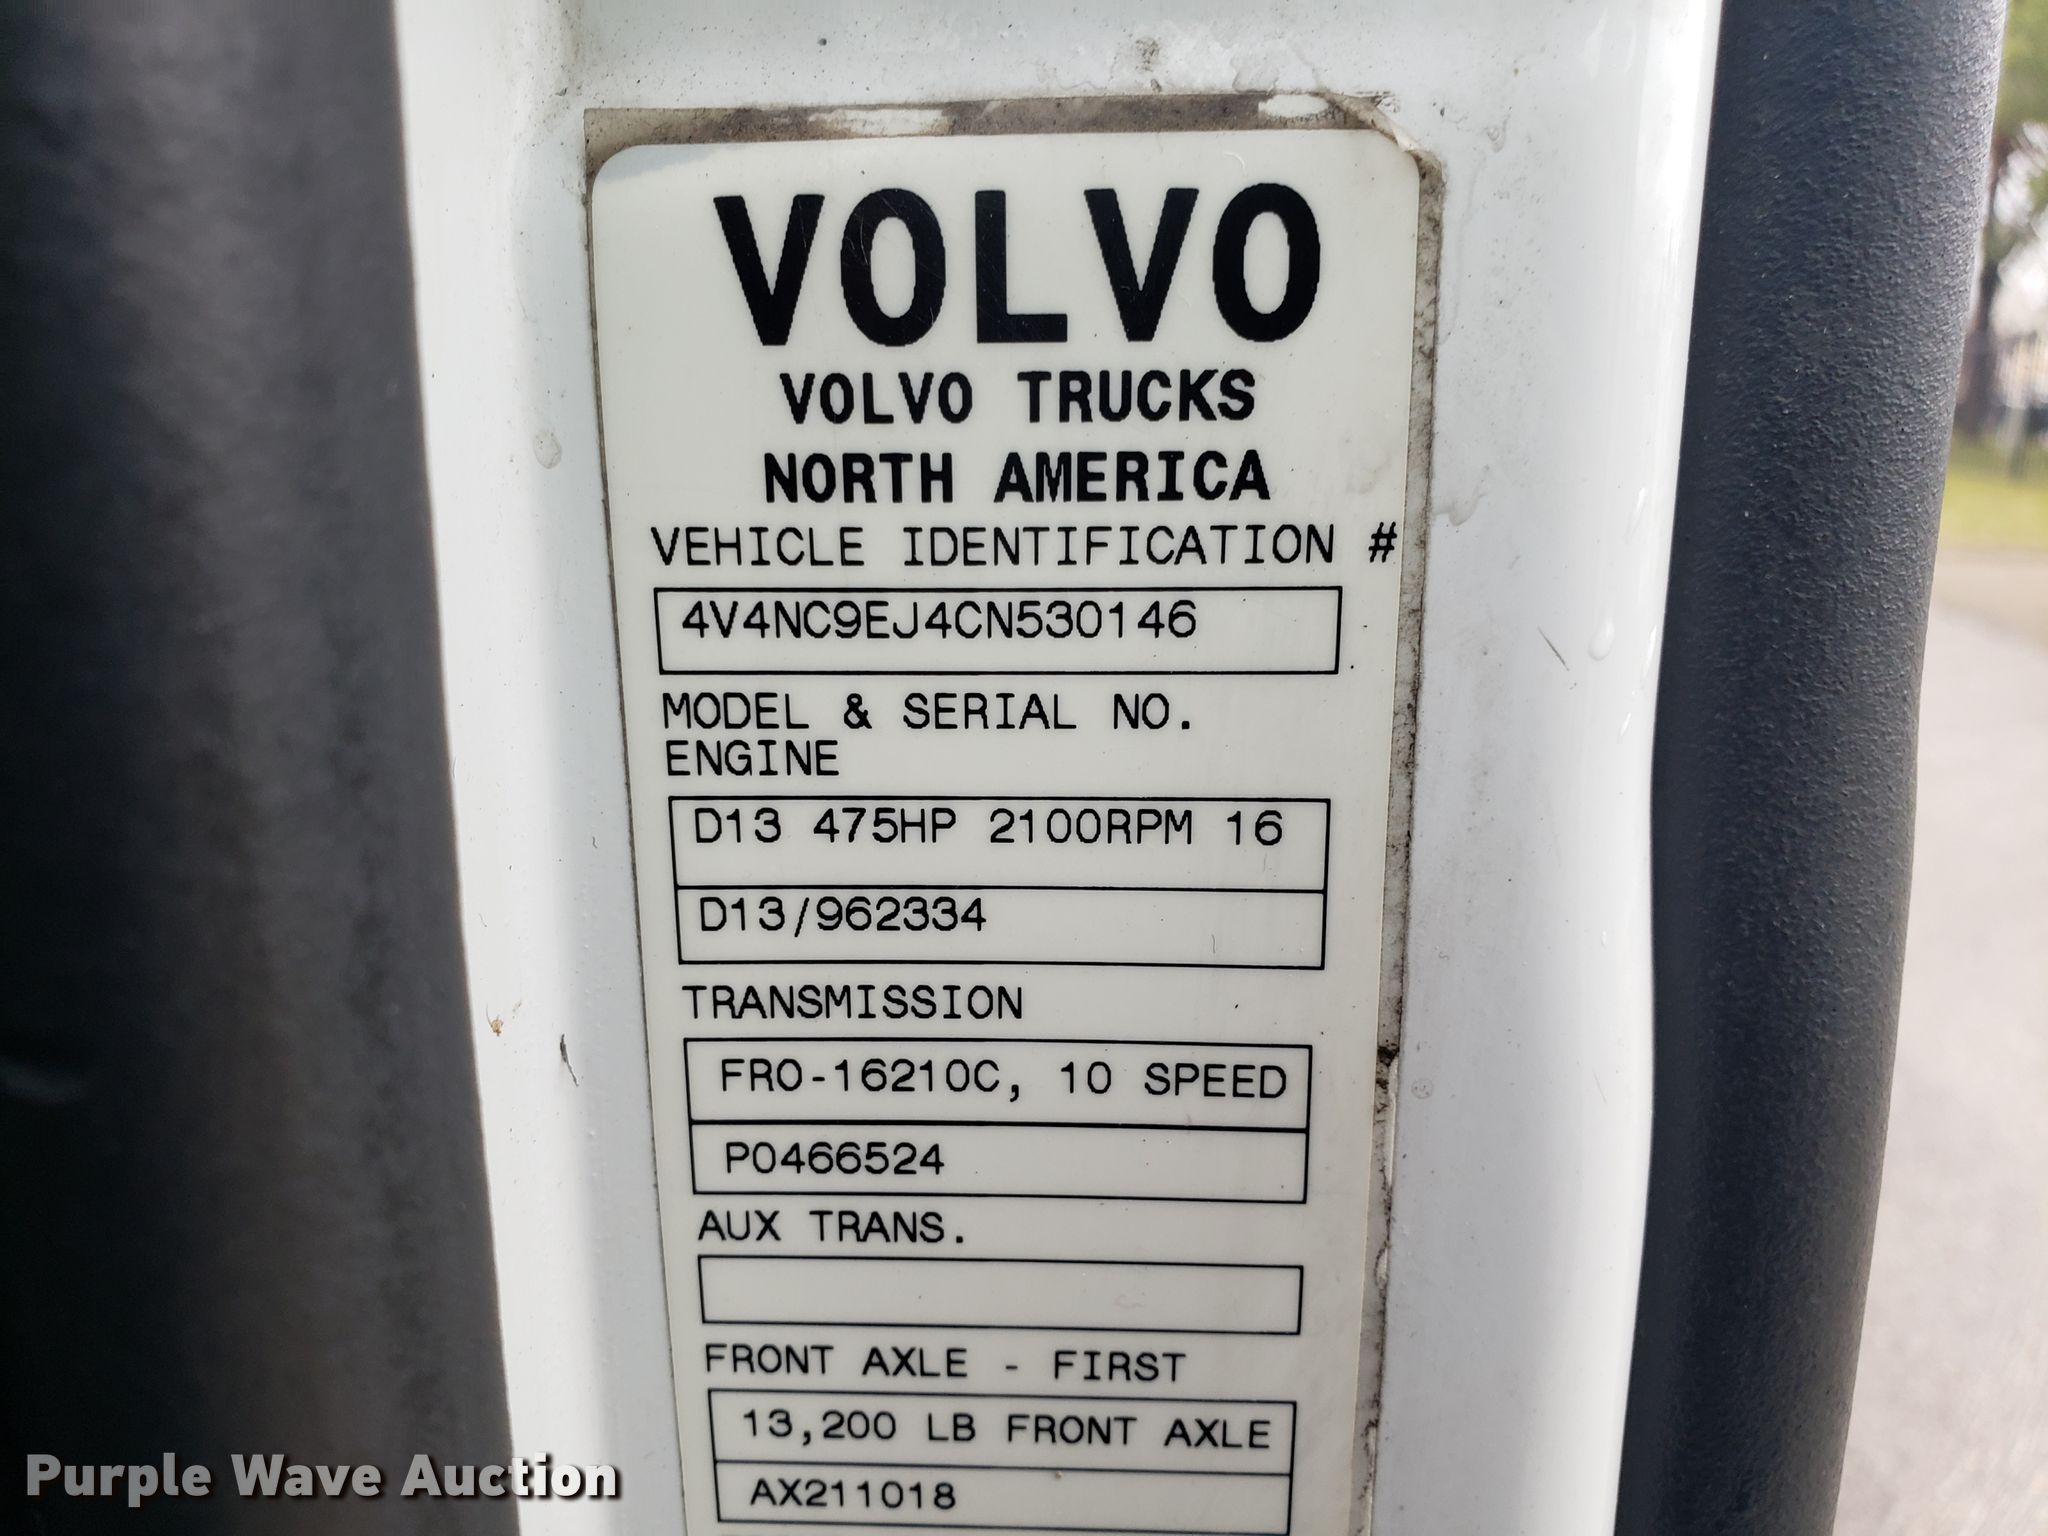 VOLVO
VOLVO TRUCKS
NORTH AMERICA
VEHICLE IDENTIFICATION #
4V4NC9EJ4CN530146
MODEL & SERIAL NO.
ENGINE
D13 475HP 2100RPM 16
D13/962334
TRANSMISSION
FRO-16210C, 10 SPEED
P0466524
AUX TRANS.
FRONT AXLE - FIRST
13,200 LB FRONT AXLE
AX211018
Purple Wave Auction